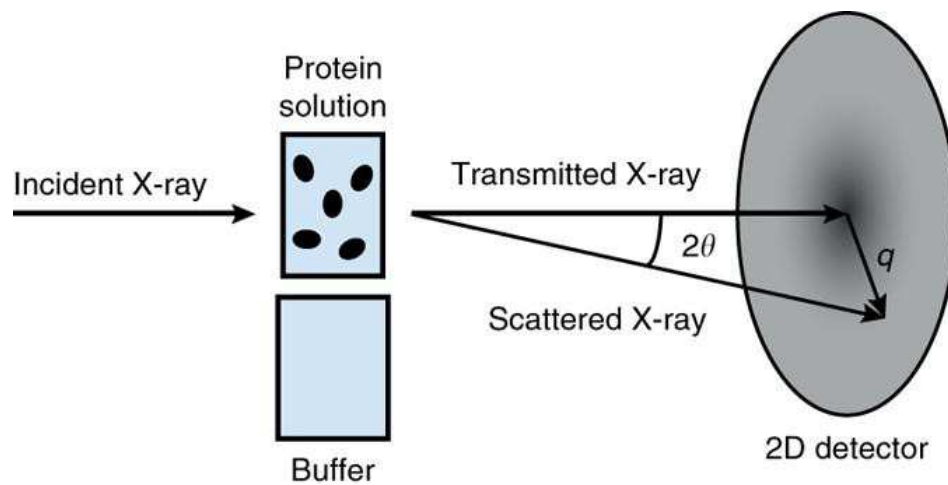 Protein
solution
Incident X-ray
Transmitted X-ray
2θ
q
Scattered X-ray
2D detector
Buffer